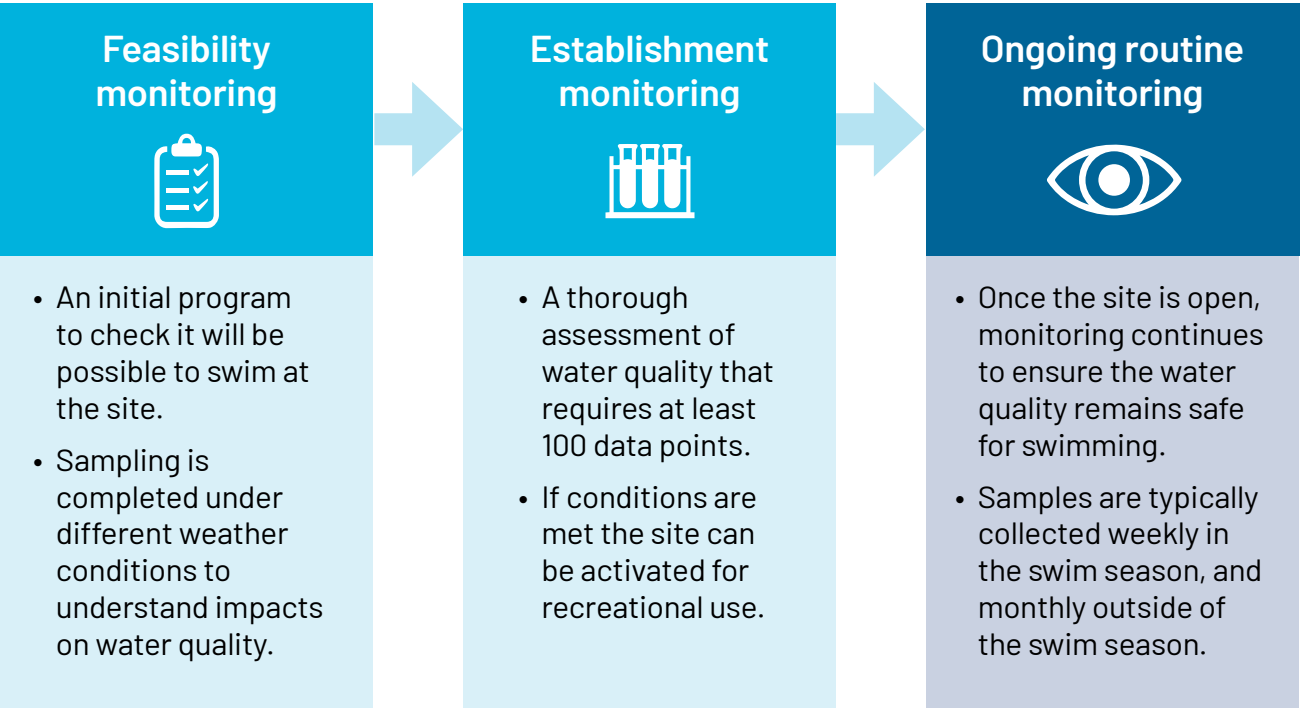 Feasibility
monitoring
• An initial program
to check it will be
possible to swim at
the site.
• Sampling is
completed under
different weather
conditions to
understand impacts
on water quality.
Establishment
monitoring
• A thorough
assessment of
water quality that
requires at least
100 data points.
• If conditions are
met the site can
be activated for
recreational use.
Ongoing routine
monitoring
• Once the site is open,
monitoring continues
to ensure the water
quality remains safe
for swimming.
• Samples are typically
collected weekly in
the swim season, and
monthly outside of
the swim season.